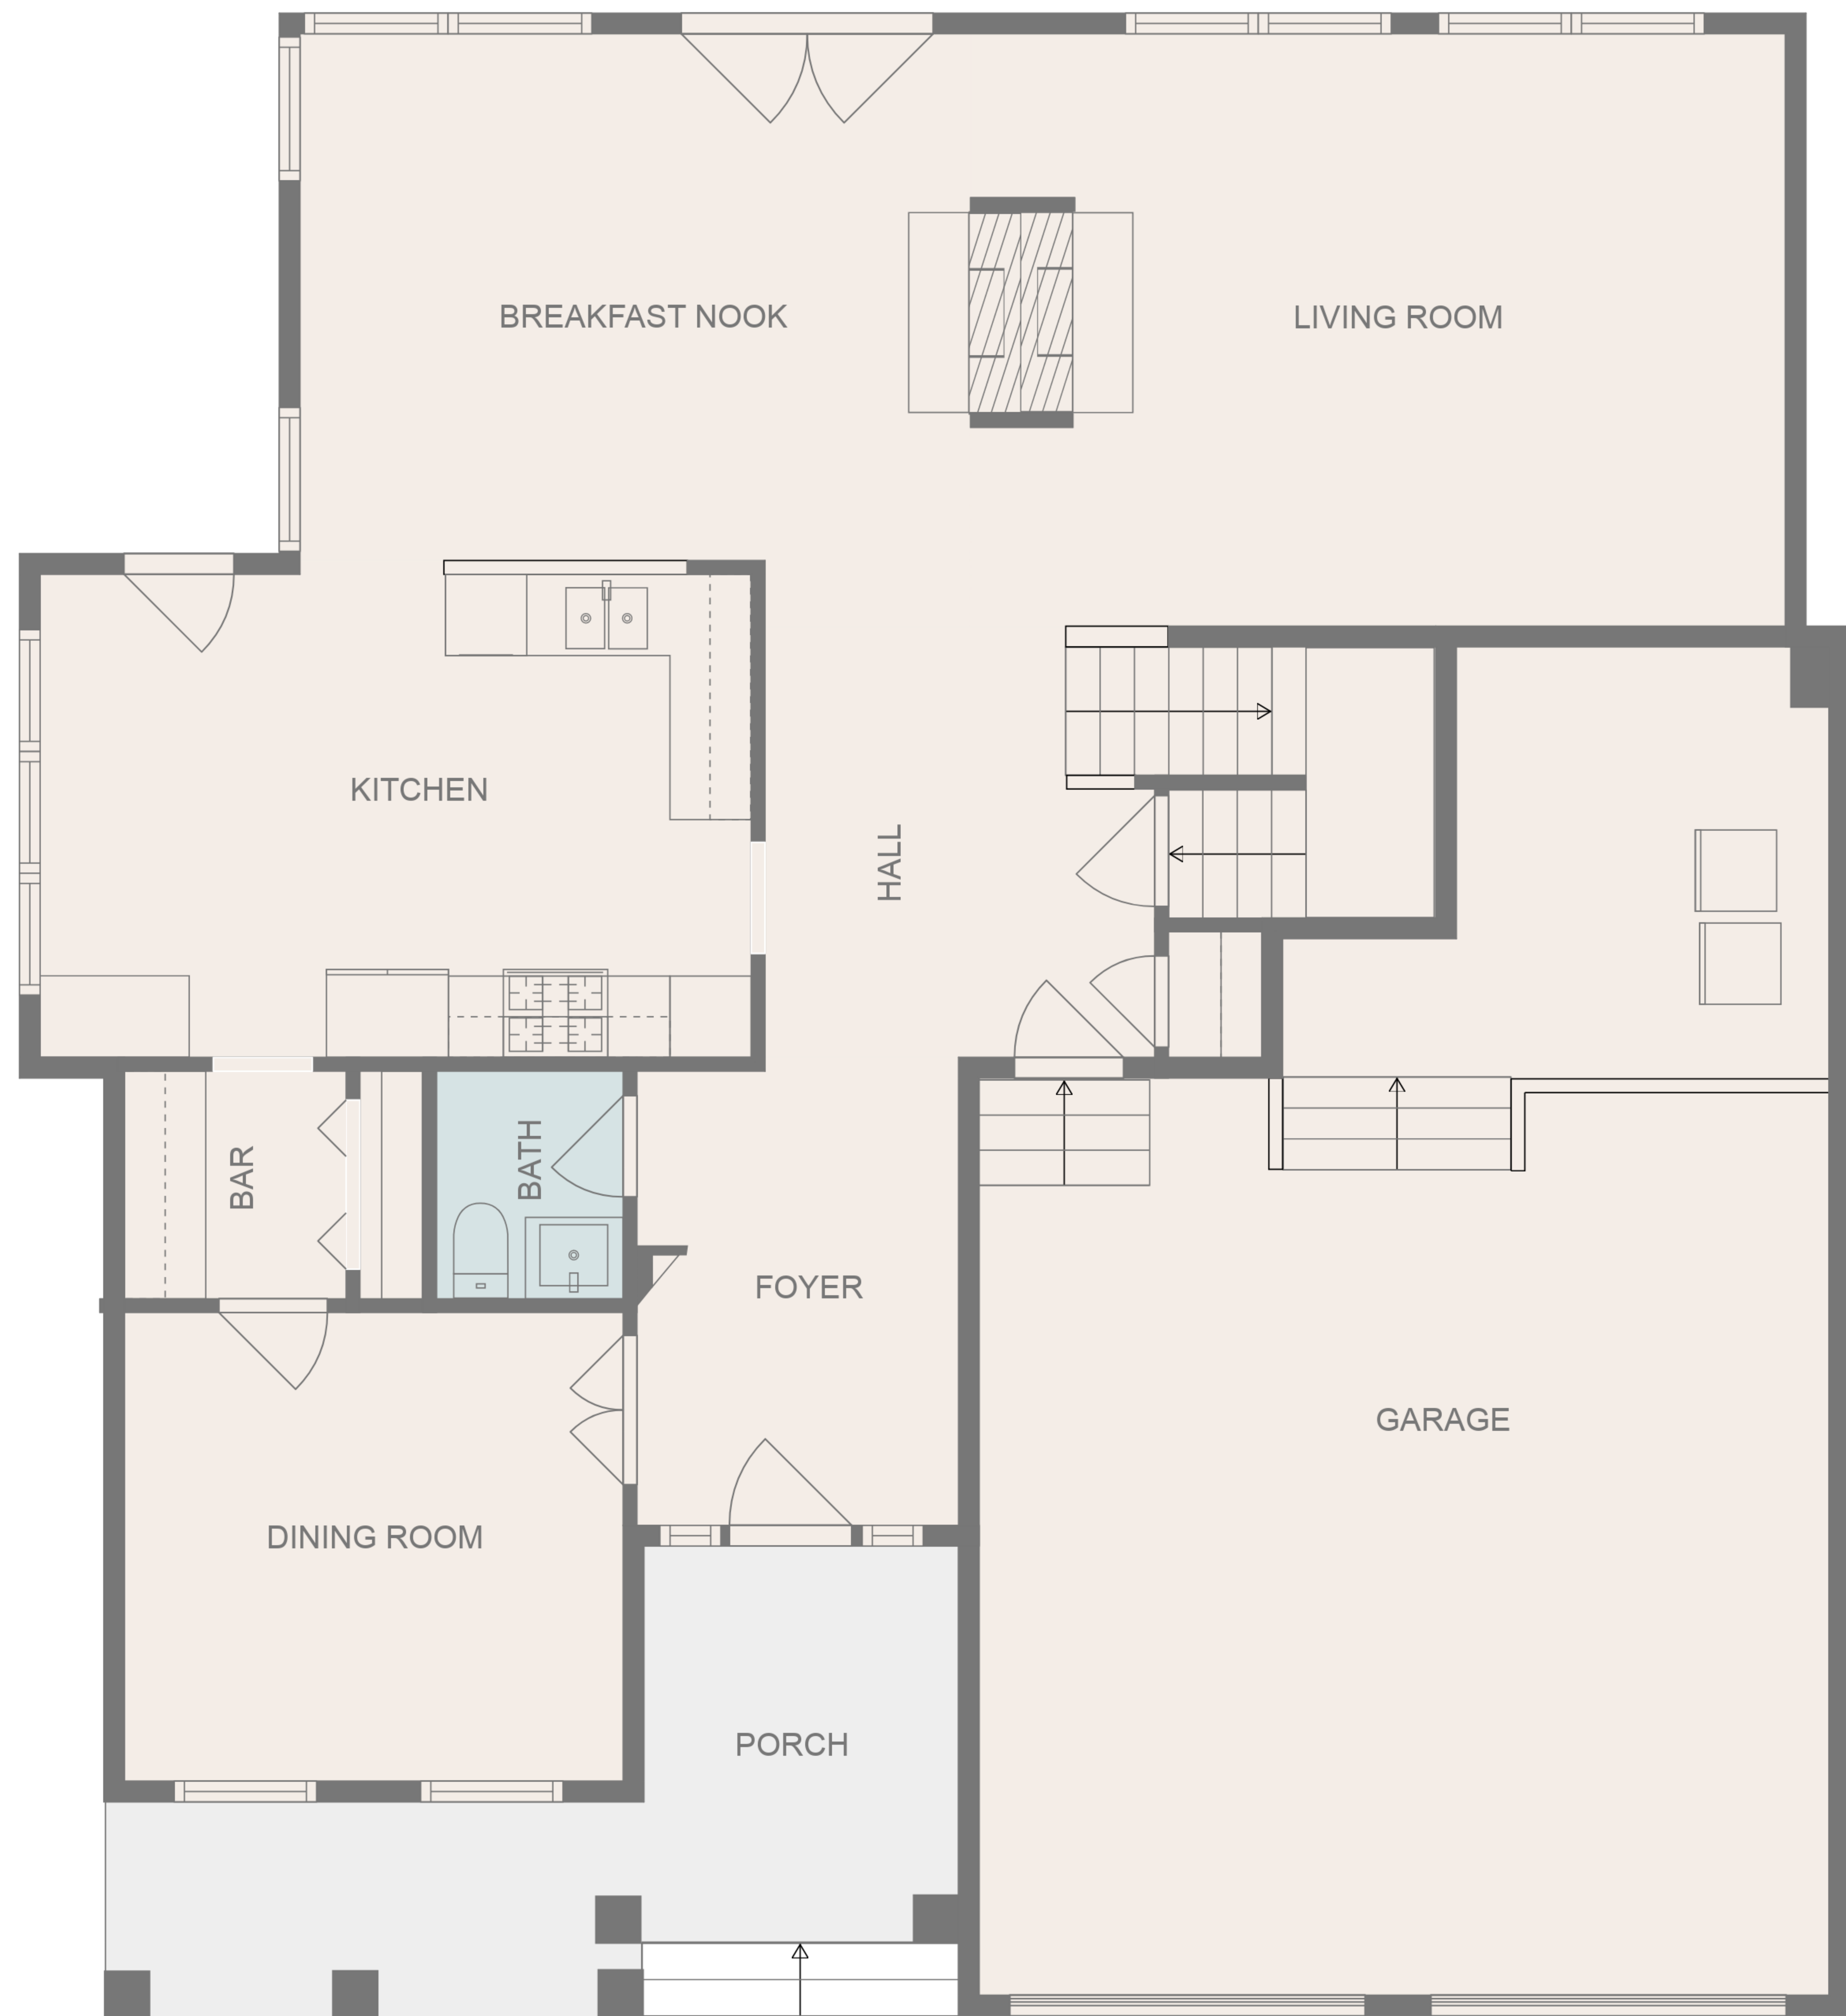 BREAKFAST NOOK
LIVING ROOM
KITCHEN
HALL
BAR
BATH
FOYER
GARAGE
DINING ROOM
PORCH